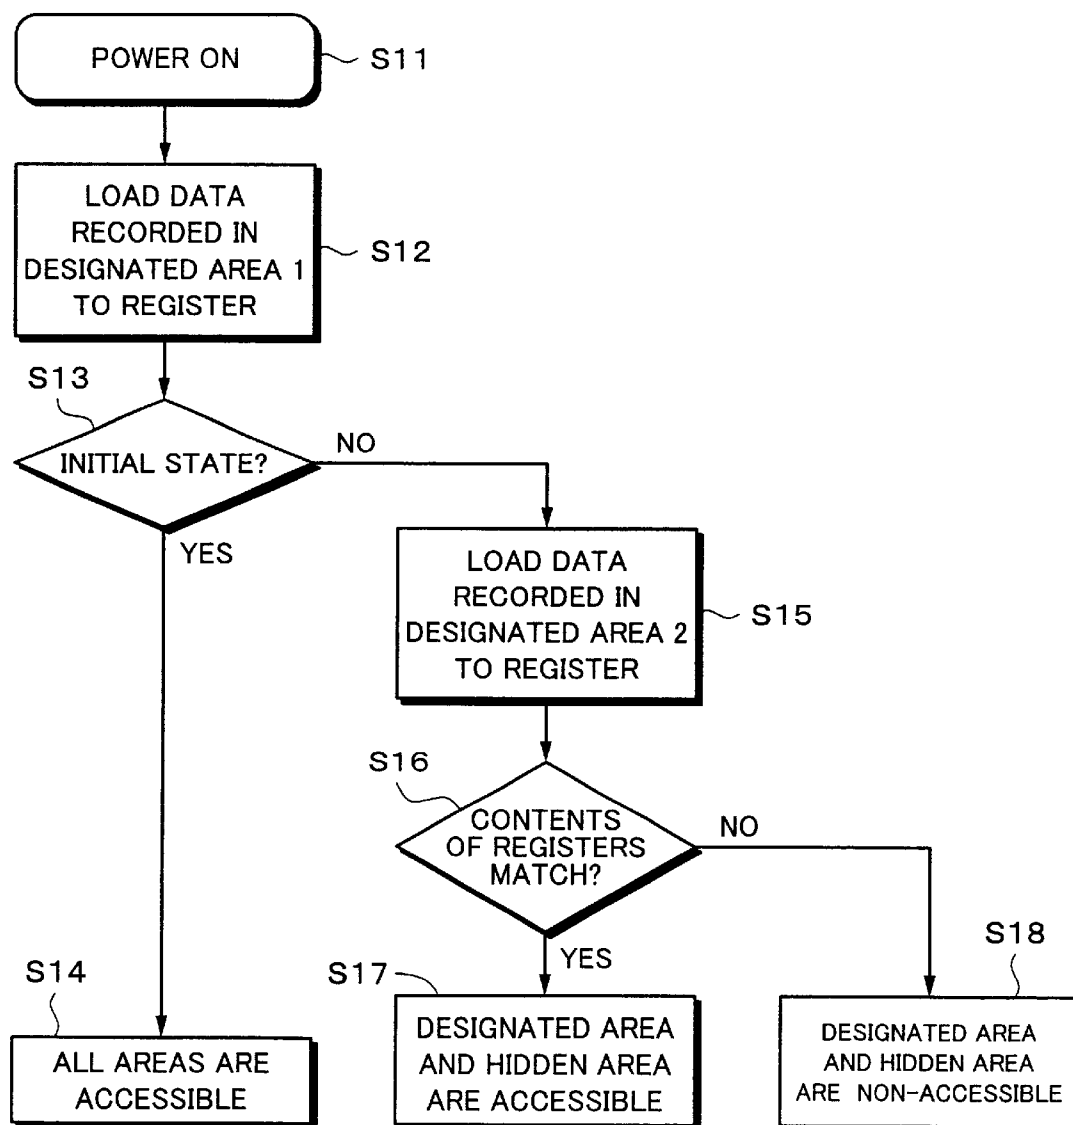 POWER ON
S11
LOAD DATA
RECORDED IN
DESIGNATED AREA 1
TO REGISTER
S12
S13
INITIAL STATE?
NO
YES
LOAD DATA
RECORDED IN
DESIGNATED AREA 2
TO REGISTER
S15
S16
CONTENTS
OF REGISTERS
MATCH?
NO
YES
S14
ALL AREAS ARE
ACCESSIBLE
S17
DESIGNATED AREA
AND HIDDEN AREA
ARE ACCESSIBLE
S18
DESIGNATED AREA
AND HIDDEN AREA
ARE NON-ACCESSIBLE